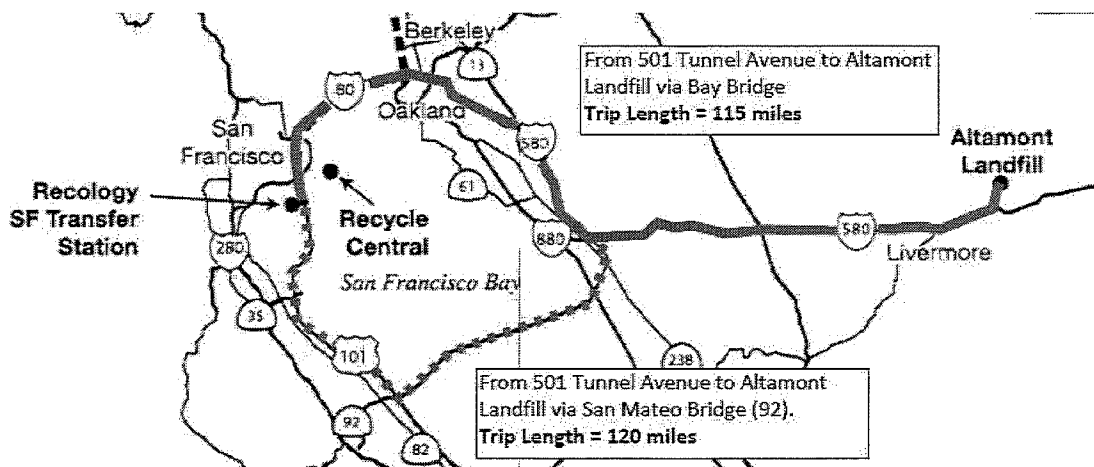 Berkeley
13
From 501 Tunnel Avenue to Altamont
Landfill via Bay Bridge
Trip Length = 115 miles
80
Oakland
San
Francisco
580
Altamont
Landfill
Recology
SF Transfer
Station
61
Recycle
Central
280
880
580
Livermore
San Francisco Bay
35
101
238
From 501 Tunnel Avenue to Altamont
Landfill via San Mateo Bridge (92).
Trip Length = 120 miles
92
82